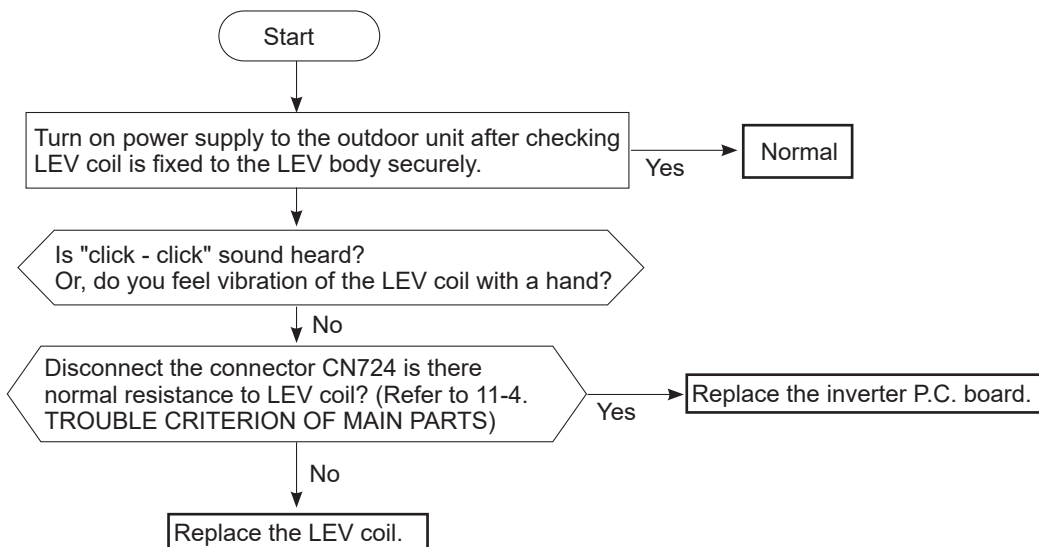 Start
Turn on power supply to the outdoor unit after checking
LEV coil is fixed to the LEV body securely.
Yes
Normal
Is "click - click" sound heard?
Or, do you feel vibration of the LEV coil with a hand?
No
Disconnect the connector CN724 is there
normal resistance to LEV coil? (Refer to 11-4.
TROUBLE CRITERION OF MAIN PARTS)
Yes
Replace the inverter P.C. board.
No
Replace the LEV coil.